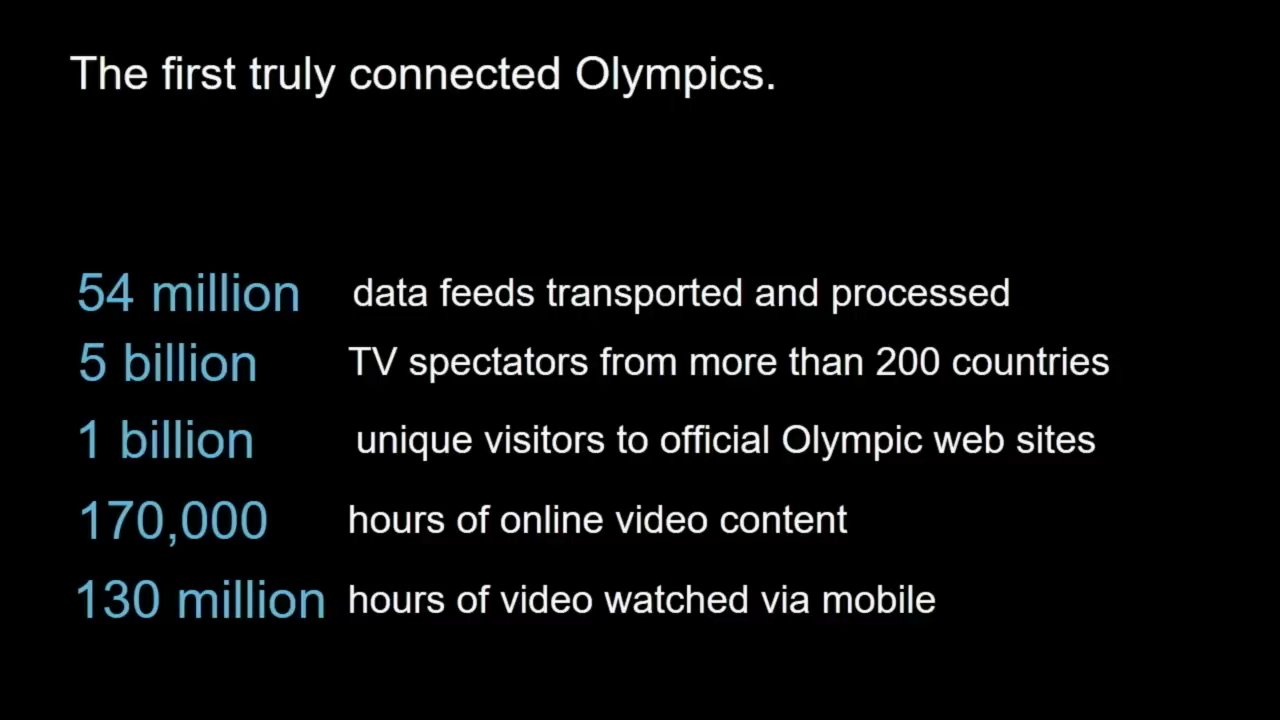 The first truly connected Olympics.
54 million data feeds transported and processed
5 billion TV spectators from more than 200 countries
1 billion unique visitors to official Olympic web sites
170,000 hours of online video content
130 million hours of video watched via mobile